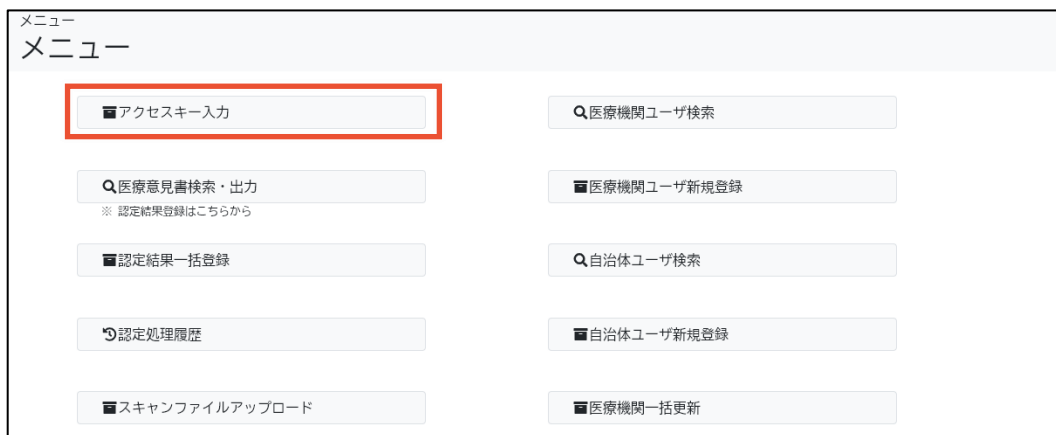 メニュー
メニュー
アクセスキー入力
医療機関ユーザ検索
医療意見書検索・出力
※ 認定結果登録はこちらから
医療機関ユーザ新規登録
認定結果一括登録
自治体ユーザ検索
認定処理履歴
自治体ユーザ新規登録
スキャンファイルアップロード
医療機関一括更新